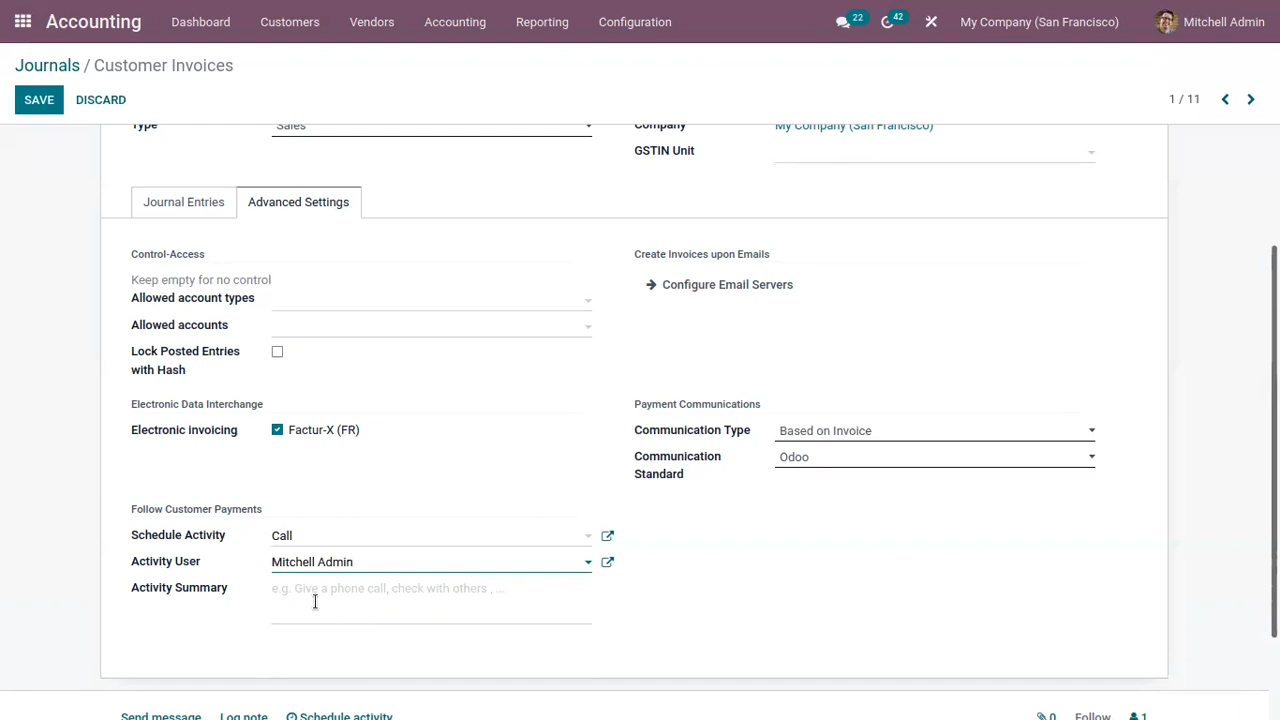 Accounting Dashboard Customers Vendors Accounting Reporting Configuration 22 42 My Company (San Francisco) Mitchell Admin
Journals / Customer Invoices
SAVE DISCARD 1 / 11
Type Sales Company My Company (San Francisco)
GSTIN Unit
Journal Entries Advanced Settings
Control-Access Create Invoices upon Emails
Keep empty for no control Configure Email Servers
Allowed account types
Allowed accounts
Lock Posted Entries
with Hash
Electronic Data Interchange Payment Communications
Electronic invoicing Factur-X (FR) Communication Type Based on Invoice
Communication Odoo
Standard
Follow Customer Payments
Schedule Activity Call
Activity User Mitchell Admin
Activity Summary e.g. Give a phone call, check with others , ...
Send message Log note Schedule activity 0 Follow 1